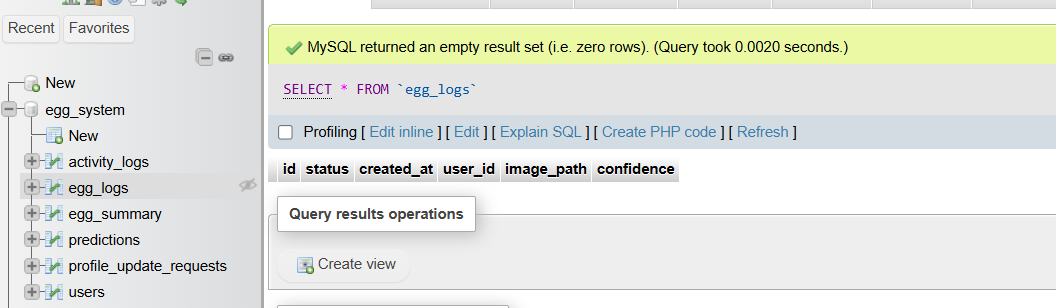 Recent Favorites
New
egg_system
New
activity_logs
egg_logs
egg_summary
predictions
profile_update_requests
users
MySQL returned an empty result set (i.e. zero rows). (Query took 0.0020 seconds.)
SELECT * FROM `egg_logs`
Profiling [ Edit inline ] [ Edit ] [ Explain SQL ] [ Create PHP code ] [ Refresh ]
id status created_at user_id image_path confidence
Query results operations
Create view